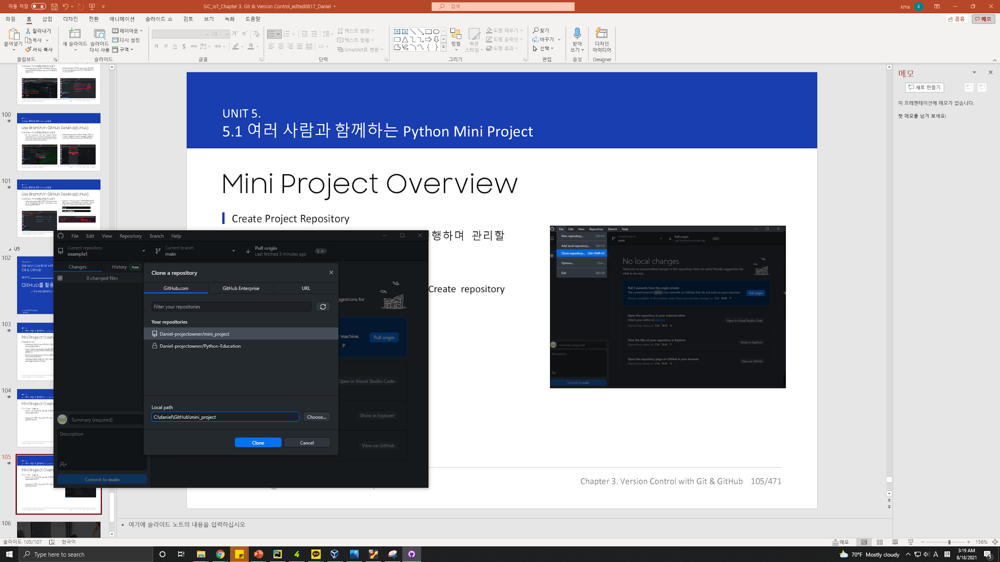 자동 저장 끔
SIC_IoT_Chapter 3. Git & Version Control_edited0817_Daniel
검색
kma K
파일 홈 삽입 디자인 전환 애니메이션 슬라이드 쇼 검토 보기 녹화 도움말
공유 메모
붙여넣기
잘라내기
복사
서식 복사
클립보드
새 슬라이드
슬라이드 다시 사용
레이아웃
다시 설정
구역
슬라이드
13
글꼴
텍스트 방향
텍스트 맞춤
SmartArt로 변환
단락
정렬
빠른 스타일
도형 채우기
도형 윤곽선
도형 효과
그리기
찾기
바꾸기
선택
편집
받아쓰기
음성
디자인 아이디어
Designer
100
Use Branch in GitHub Desktop(Linux)
101
Use Branch in GitHub Desktop(Linux)
U5
102
Version Control with
Git & GitHub
UNIT 5
GitHub를 활용
103
Mini Project Overv
104
Mini Project Overv
105
Mini Project Overv
106
UNIT 5.
5.1 여러 사람과 함께하는 Python Mini Project
Mini Project Overview
Create Project Repository
행하며 관리할
Create repository
Chapter 3. Version Control with Git & GitHub 105/471
File Edit View Repository Branch Help
Current repository
example1
Current branch
main
Pull origin
Last fetched 3 minutes ago
2
Changes
History New
0 changed files
ggestions for
r machine.
Pull origin
P
Open in Visual Studio Code
Show in Explorer
View on GitHub
Summary (required)
Description
Commit to main
Clone a repository
GitHub.com GitHub Enterprise URL
Filter your repositories
Your repositories
Daniel-projectowner/mini_project
Daniel-projectowner/Python-Education
Local path
C:\daniel\GitHub\mini_project
Choose...
Clone Cancel
File Edit View Repository Branch Help
New repository... Ctrl+N
Add local repository... Ctrl+O
Clone repository... Ctrl+Shift+O
Options... Ctrl+,
Exit Alt+F4
Current branch
main
Pull origin
Last fetched a minute ago
2
No local changes
There are no uncommitted changes in this repository. Here are some friendly suggestions for
what to do next.
Pull 2 commits from the origin remote
The current branch (main) has commits on GitHub that do not exist on your machine.
Always available in the toolbar when there are remote changes or Ctrl Shift P
Pull origin
Open the repository in your external editor
Select your editor in Options
Repository menu or Ctrl Shift A
Open in Visual Studio Code
View the files of your repository in Explorer
Repository menu or Ctrl Shift F
Show in Explorer
Open the repository page on GitHub in your browser
Repository menu or Ctrl Shift G
View on GitHub
Summary (required)
Description
Commit to main
메모
새로 만들기
이 프레젠테이션에 메모가 없습니다.
첫 메모를 남겨 보세요!
여기에 슬라이드 노트의 내용을 입력하십시오
슬라이드 105/107 한국어
메모
156%
Type here to search
70°F Mostly cloudy
A 한
3:19 AM
8/18/2021
5